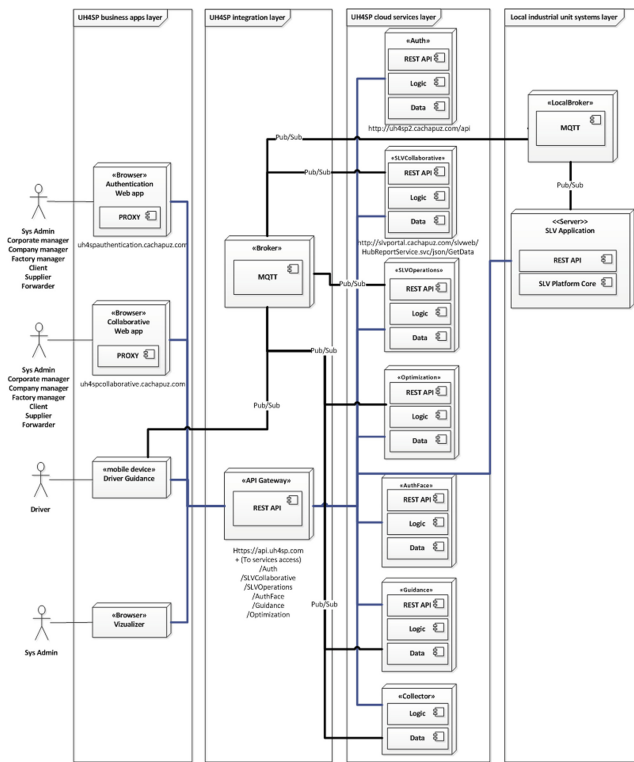 UH4SP business apps layer
UH4SP integration layer
UH4SP cloud services layer
Local industrial unit systems layer
«Auth»
REST API
Logic
Data
http://uh4sp2.cachapuz.com/api
«LocalBroker»
MQTT
Pub/Sub
Pub/Sub
«SLVCollaborative»
REST API
Logic
Data
http://slvportal.cachapuz.com/slvweb/
HubReportService.svc/json/GetData
Pub/Sub
<<Server>>
SLV Application
REST API
SLV Platform Core
«Browser»
Authentication
Web app
PROXY
uh4spauthentication.cachapuz.com
Sys Admin
Corporate manager
Company manager
Factory manager
Client
Supplier
Forwarder
«Broker»
MQTT
«SLVOperations»
Pub/Sub
REST API
Logic
Data
«Browser»
Collaborative
Web app
PROXY
uh4spcollaborative.cachapuz.com
Sys Admin
Corporate manager
Company manager
Factory manager
Client
Supplier
Forwarder
Pub/Sub
«Optimization»
REST API
Logic
Data
Pub/Sub
«mobile device»
Driver Guidance
Driver
«API Gateway»
REST API
Https://api.uh4sp.com
+ (To services access)
/Auth
/SLVCollaborative
/SLVOperations
/AuthFace
/Guidance
/Optimization
«AuthFace»
REST API
Logic
Data
«Guidance»
REST API
Logic
Data
Pub/Sub
«Browser»
Vizualizer
Sys Admin
«Collector»
Logic
Data